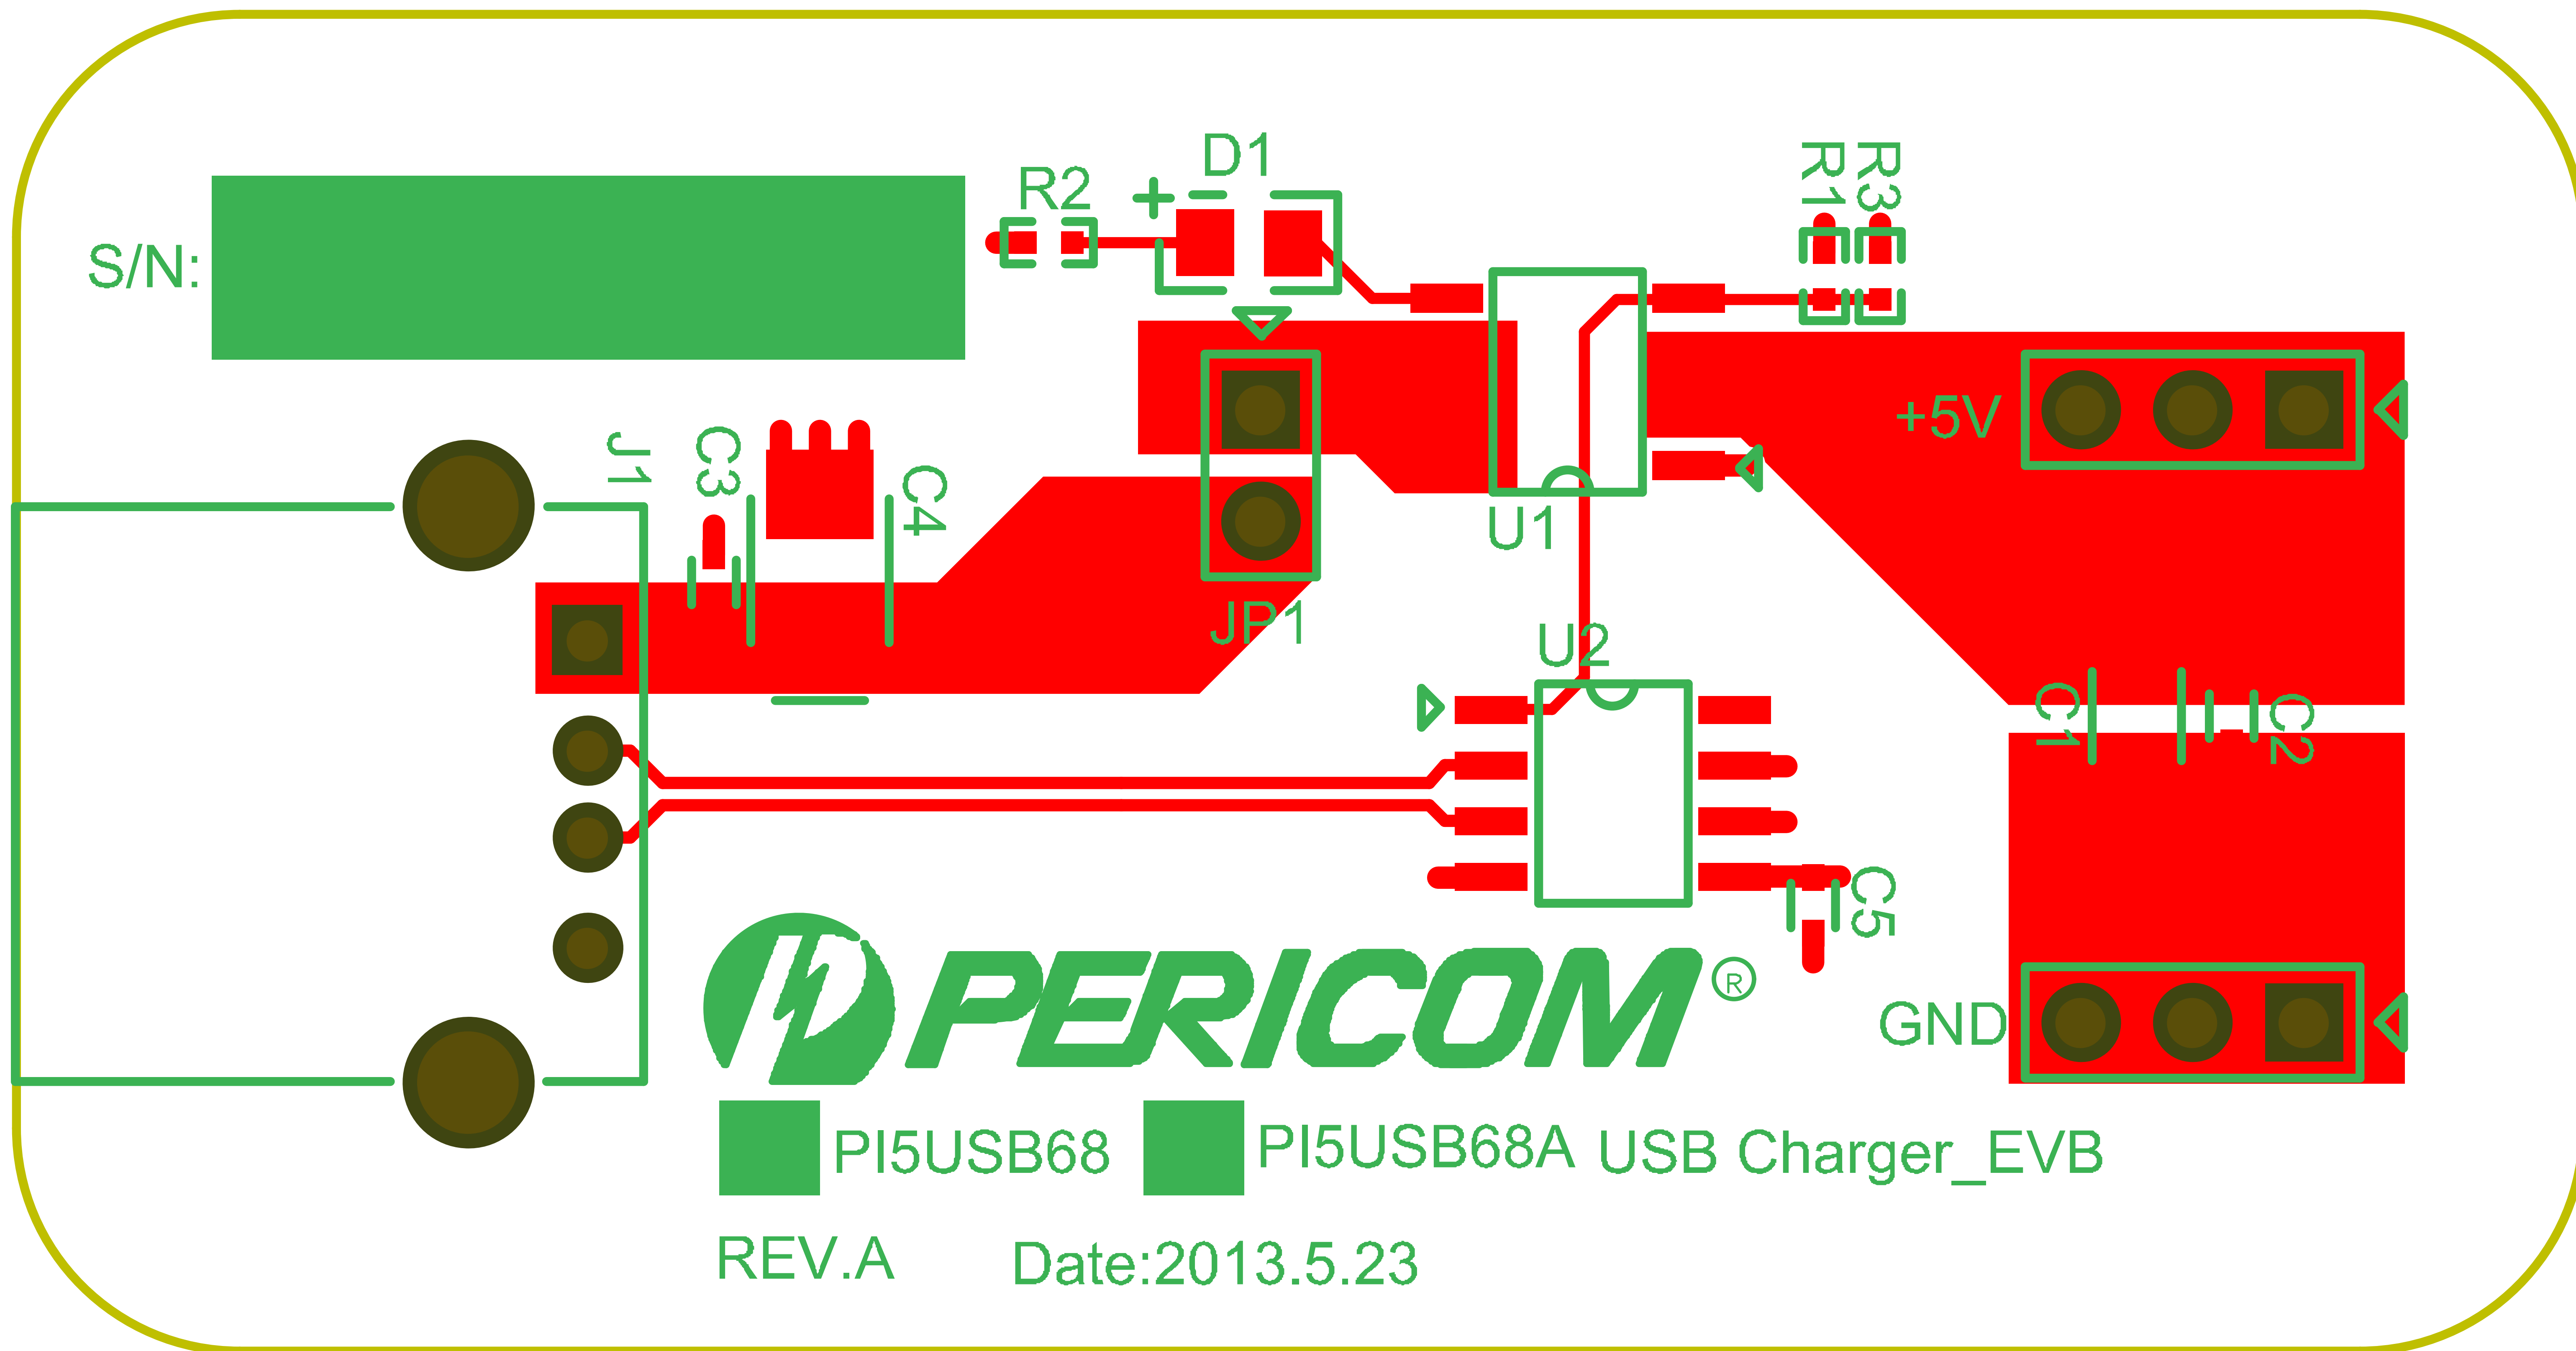 D1
R2
+
R1
R3
S/N:
+5V
J1
C3
C4
U1
JP1
U2
C1
C2
C5
PERICOM®
GND
PI5USB68
PI5USB68A USB Charger_EVB
REV.A
Date:2013.5.23